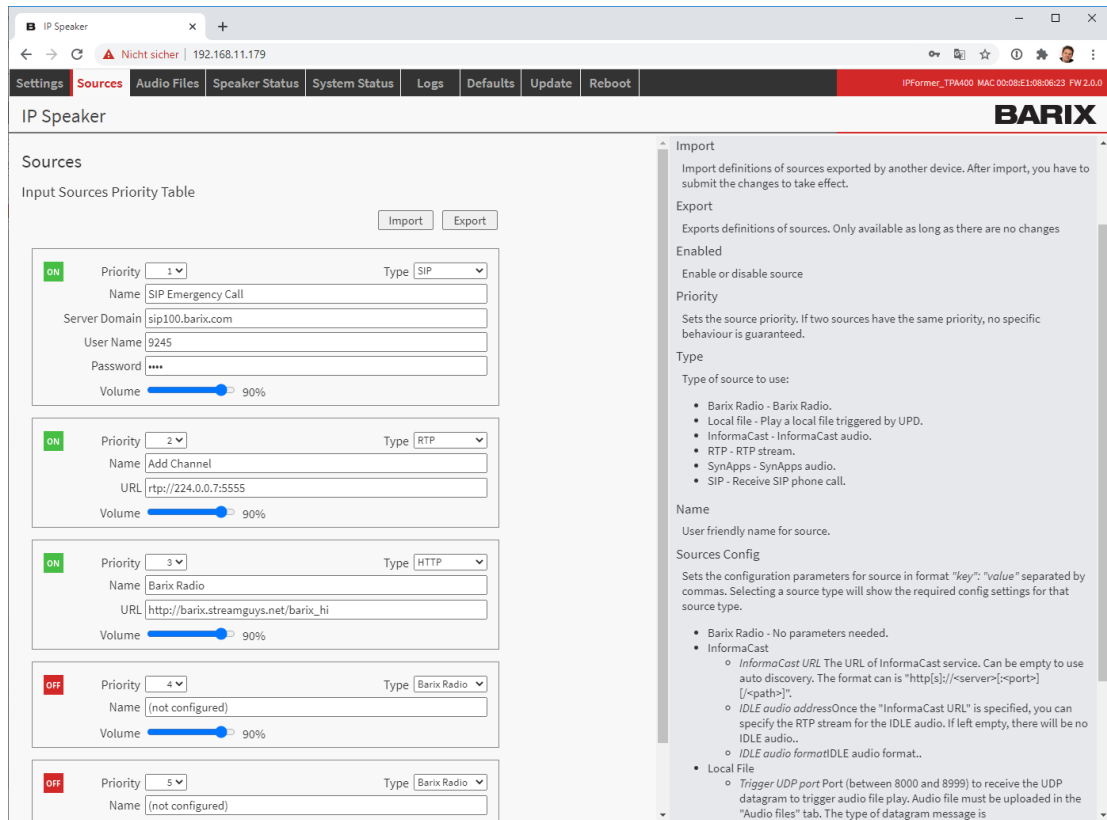 IP Speaker
Nicht sicher | 192.168.11.179
Settings Sources Audio Files Speaker Status System Status Logs Defaults Update Reboot
IPFormer_TPA400 MAC 00:08:E1:08:06:23 FW 2.0.0
IP Speaker
BARIX
Sources
Input Sources Priority Table
Import Export
ON Priority 1 Type SIP
Name SIP Emergency Call
Server Domain sip100.barix.com
User Name 9245
Password ••••
Volume 90%
ON Priority 2 Type RTP
Name Add Channel
URL rtp://224.0.0.7:5555
Volume 90%
ON Priority 3 Type HTTP
Name Barix Radio
URL http://barix.streamguys.net/barix_hi
Volume 90%
OFF Priority 4 Type Barix Radio
Name (not configured)
Volume 90%
OFF Priority 5 Type Barix Radio
Name (not configured)
Import
Import definitions of sources exported by another device. After import, you have to
submit the changes to take effect.
Export
Exports definitions of sources. Only available as long as there are no changes
Enabled
Enable or disable source
Priority
Sets the source priority. If two sources have the same priority, no specific
behaviour is guaranteed.
Type
Type of source to use:
• Barix Radio - Barix Radio.
• Local file - Play a local file triggered by UPD.
• InformaCast - InformaCast audio.
• RTP - RTP stream.
• SynApps - SynApps audio.
• SIP - Receive SIP phone call.
Name
User friendly name for source.
Sources Config
Sets the configuration parameters for source in format "key": "value" separated by
commas. Selecting a source type will show the required config settings for that
source type.
• Barix Radio - No parameters needed.
• InformaCast
○ InformaCast URL The URL of InformaCast service. Can be empty to use
auto discovery. The format can is "http[s]://<server>[:<port>]
[/<path>]".
○ IDLE audio addressOnce the "InformaCast URL" is specified, you can
specify the RTP stream for the IDLE audio. If left empty, there will be no
IDLE audio..
○ IDLE audio formatIDLE audio format..
• Local File
○ Trigger UDP port Port (between 8000 and 8999) to receive the UDP
datagram to trigger audio file play. Audio file must be uploaded in the
"Audio files" tab. The type of datagram message is